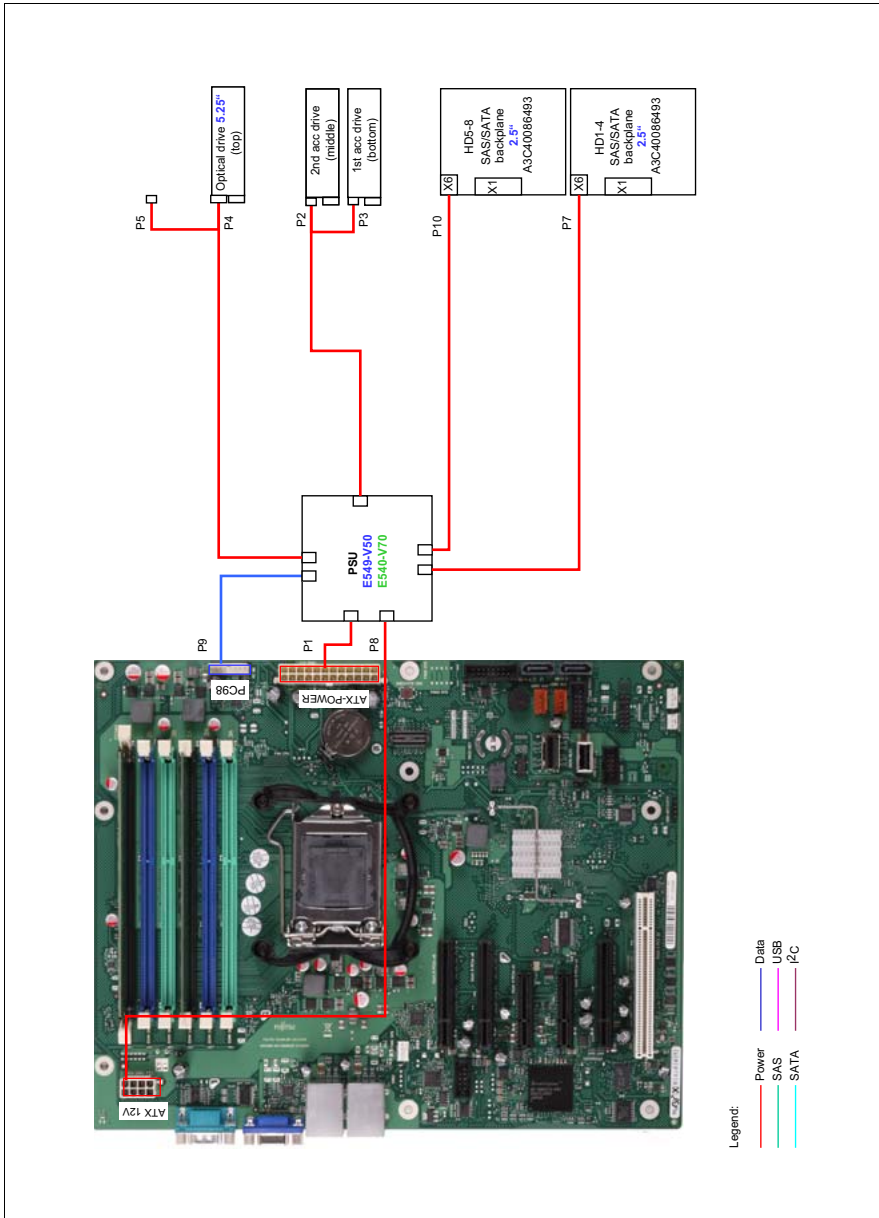 P5
P4
Optical drive 5.25“
(top)
P2
P3
2nd acc drive
(middle)
1st acc drive
(bottom)
P10
X6
X1
HD5-8
SAS/SATA
backplane
2.5“
A3C40086493
P7
X6
X1
HD1-4
SAS/SATA
backplane
2.5“
A3C40086493
PSU
E549-V50
E540-V70
P9
P1
P8
PC98
ATX-POWER
ATX 12V
FUJITSU
Legend:
Power
SAS
SATA
Data
USB
I²C